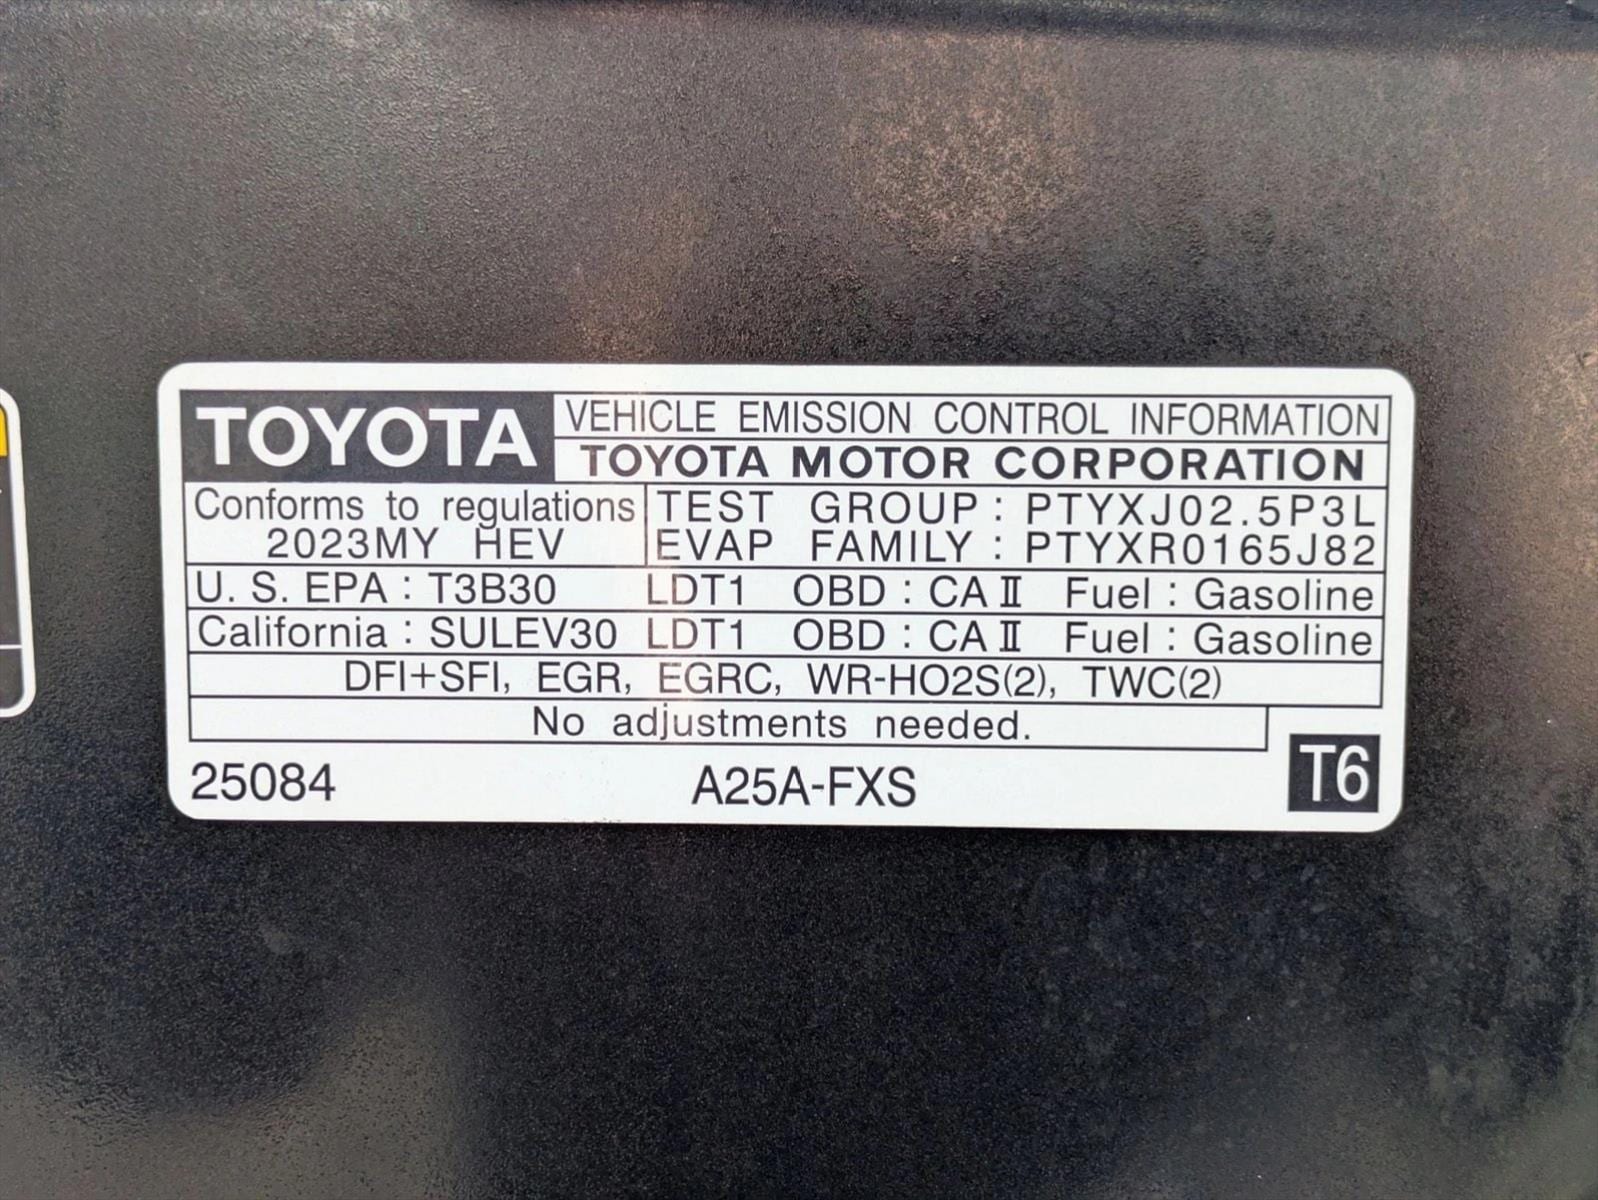 TOYOTA VEHICLE EMISSION CONTROL INFORMATION
TOYOTA MOTOR CORPORATION
Conforms to regulations TEST GROUP : PTYXJ02.5P3L
2023MY HEV EVAP FAMILY : PTYXR0165J82
U. S. EPA : T3B30 LDT1 OBD : CA II Fuel : Gasoline
California : SULEV30 LDT1 OBD : CA II Fuel : Gasoline
DFI+SFI, EGR, EGRC, WR-HO2S(2), TWC(2)
No adjustments needed.
25084 A25A-FXS T6